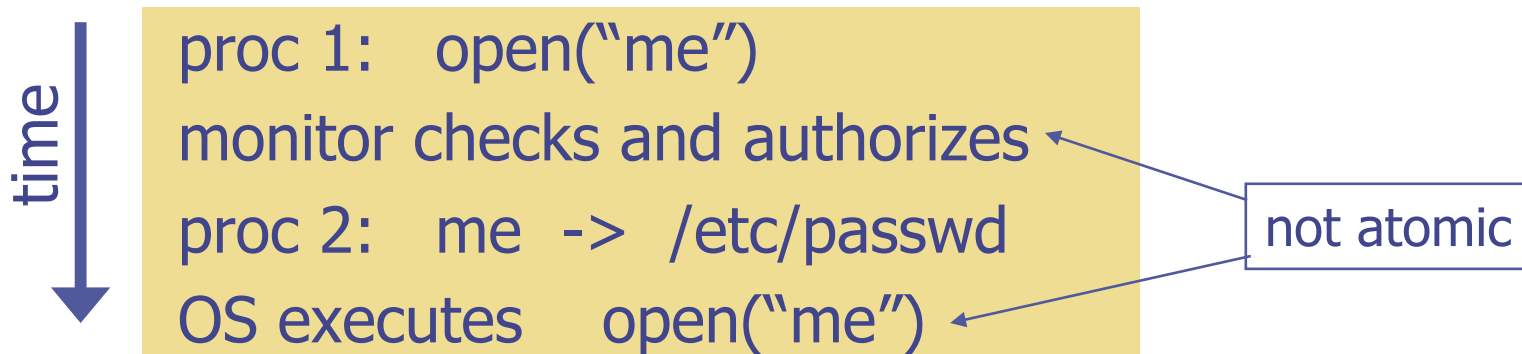 time
proc 1: open(“me”)
monitor checks and authorizes
proc 2: me -> /etc/passwd
not atomic
OS executes open(“me”)